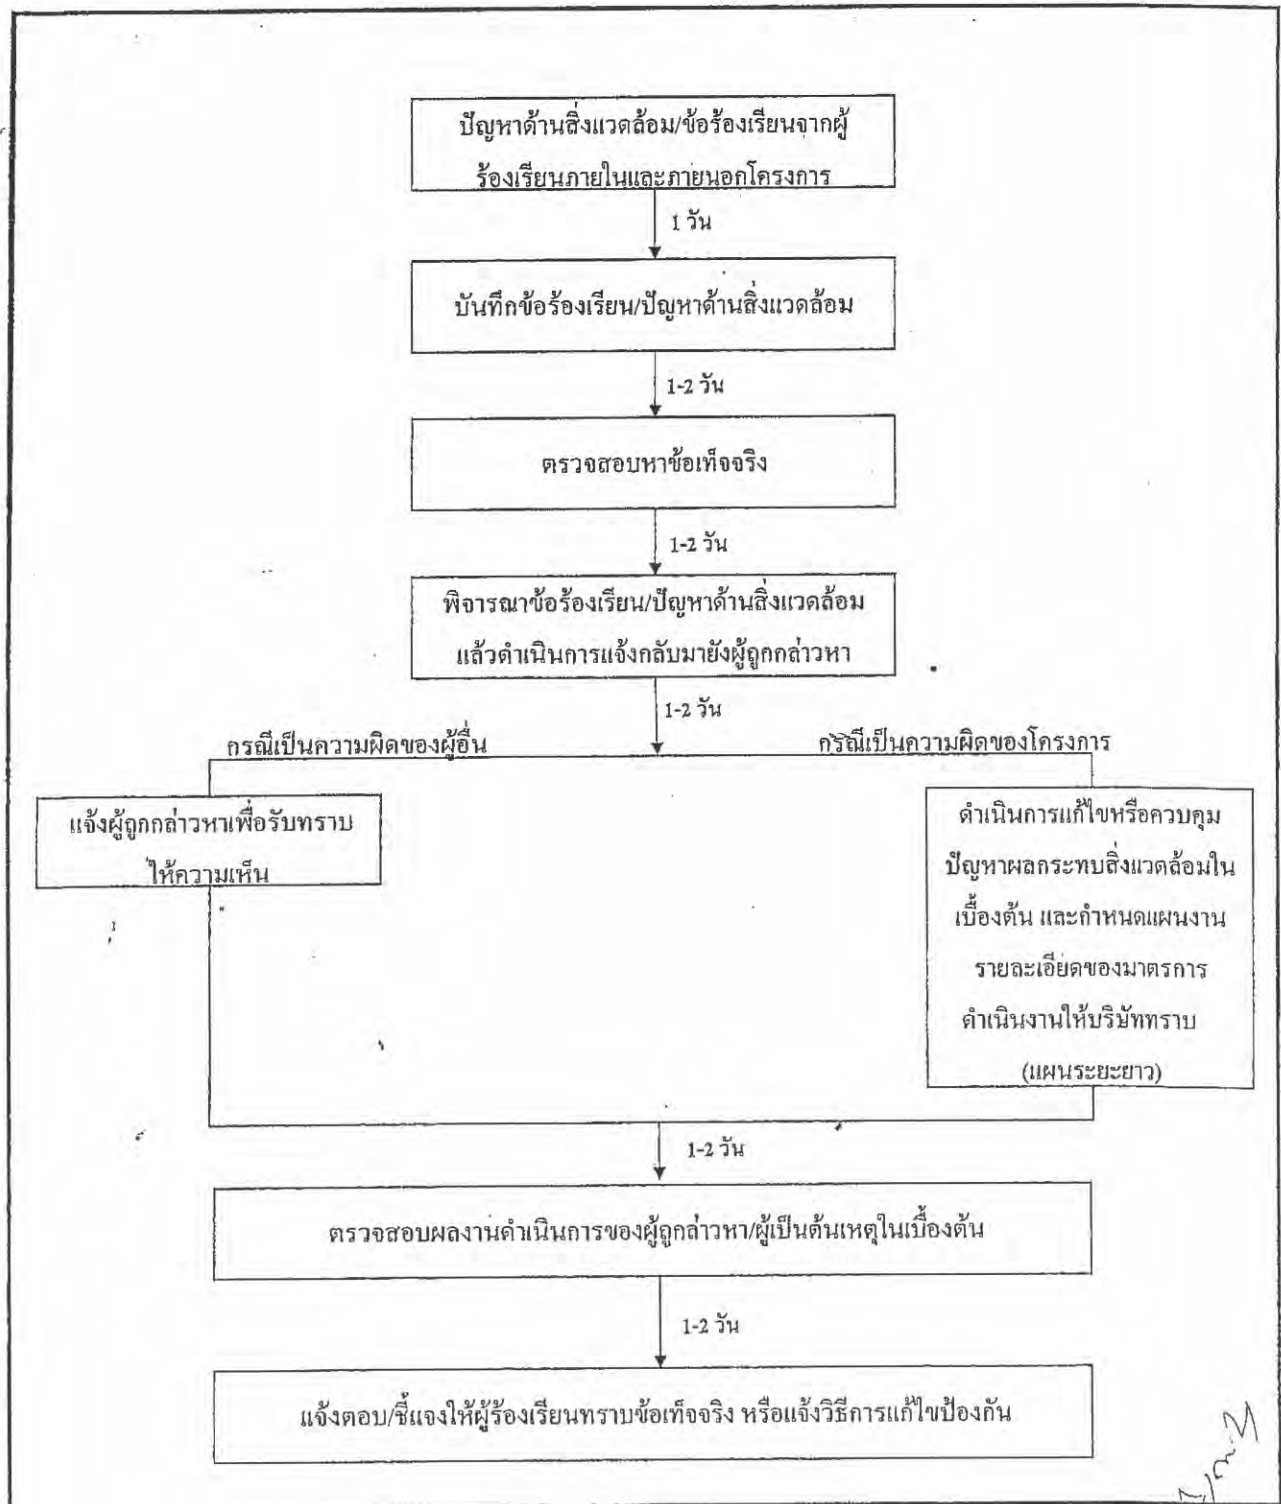 ปัญหาด้านสิ่งแวดล้อม/ข้อร้องเรียนจากผู้
ร้องเรียนภายในและภายนอกโครงการ
1 วัน
บันทึกข้อร้องเรียน/ปัญหาด้านสิ่งแวดล้อม
1-2 วัน
ตรวจสอบหาข้อเท็จจริง
1-2 วัน
พิจารณาข้อร้องเรียน/ปัญหาด้านสิ่งแวดล้อม
แล้วดำเนินการแจ้งกลับมายังผู้ถูกกล่าวหา
1-2 วัน
กรณีเป็นความผิดของผู้อื่น
กรณีเป็นความผิดของโครงการ
แจ้งผู้ถูกกล่าวหาเพื่อรับทราบ
ให้ความเห็น
ดำเนินการแก้ไขหรือควบคุม
ปัญหาผลกระทบสิ่งแวดล้อมใน
เบื้องต้น และกำหนดแผนงาน
รายละเอียดของมาตรการ
ดำเนินงานให้บริษัททราบ
(แผนระยะยาว)
1-2 วัน
ตรวจสอบผลงานดำเนินการของผู้ถูกล่าวหา/ผู้เป็นต้นเหตุในเบื้องต้น
1-2 วัน
แจ้งตอบ/ชี้แจงให้ผู้ร้องเรียนทราบข้อเท็จจริง หรือแจ้งวิธีการแก้ไขป้องกัน